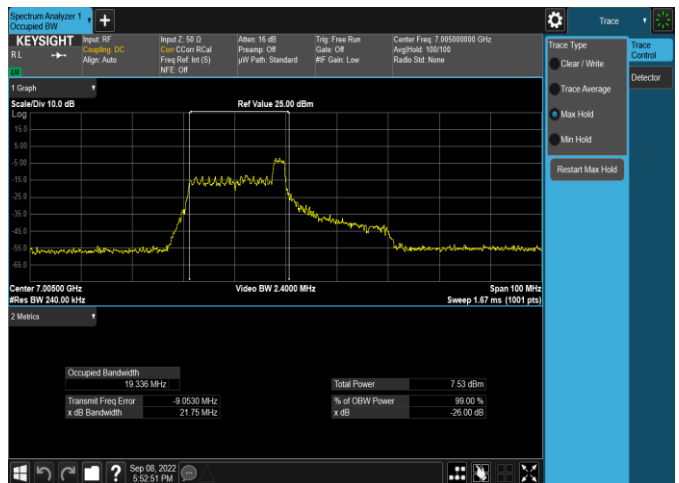 Spectrum Analyzer 1
Occupied BW
KEYSIGHT
RL
Input: RF
Coupling: DC
Align: Auto
Input Z: 50 Ω
Corr CCorr RCal
Freq Ref: Int (S)
NFE: Off
Atten: 16 dB
Preamp: Off
µW Path: Standard
Trig: Free Run
Gate: Off
#IF Gain: Low
Center Freq: 7.005000000 GHz
Avg|Hold: 100/100
Radio Std: None
LW
1 Graph
Scale/Div 10.0 dB
Ref Value 25.00 dBm
Log
15.0
5.00
-5.00
-15.0
-25.0
-35.0
-45.0
-55.0
-65.0
Center 7.00500 GHz
Video BW 2.4000 MHz
Span 100 MHz
#Res BW 240.00 kHz
Sweep 1.67 ms (1001 pts)
2 Metrics
Occupied Bandwidth
19.336 MHz
Transmit Freq Error -9.0530 MHz
x dB Bandwidth 21.75 MHz
Total Power 7.53 dBm
% of OBW Power 99.00 %
x dB -26.00 dB
Sep 08, 2022
5:52:51 PM
Trace
Trace Type
Clear / Write
Trace Average
Max Hold
Min Hold
Restart Max Hold
Trace
Control
Detector